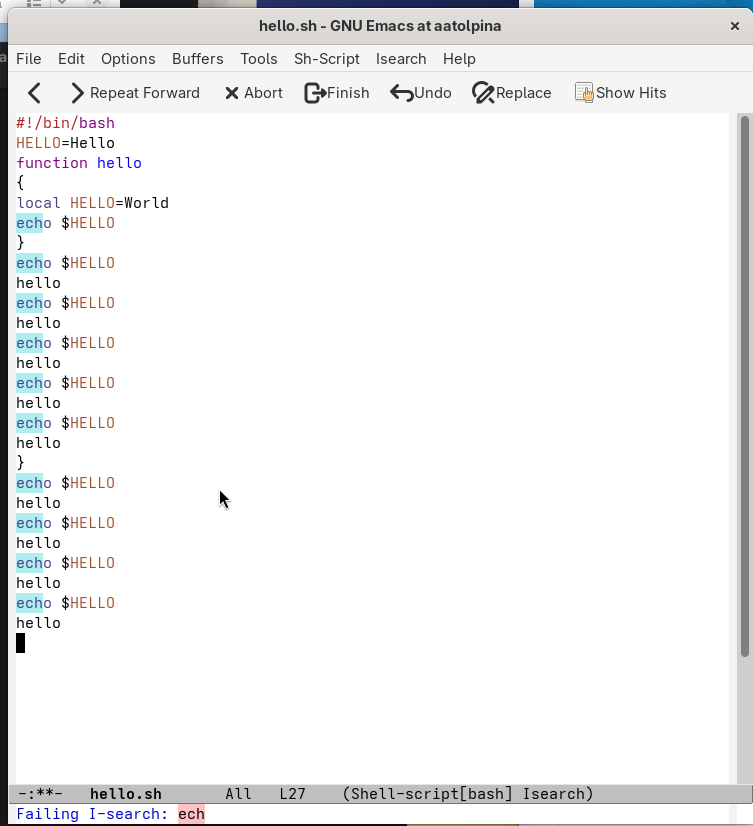 hello.sh - GNU Emacs at aatolpina
File Edit Options Buffers Tools Sh-Script Isearch Help
Repeat Forward Abort Finish Undo Replace Show Hits
#!/bin/bash
HELLO=Hello
function hello
{
local HELLO=World
echo $HELLO
}
echo $HELLO
hello
echo $HELLO
hello
echo $HELLO
hello
echo $HELLO
hello
echo $HELLO
hello
}
echo $HELLO
hello
echo $HELLO
hello
echo $HELLO
hello
echo $HELLO
hello
-:**- hello.sh All L27 (Shell-script[bash] Isearch)
Failing I-search: ech